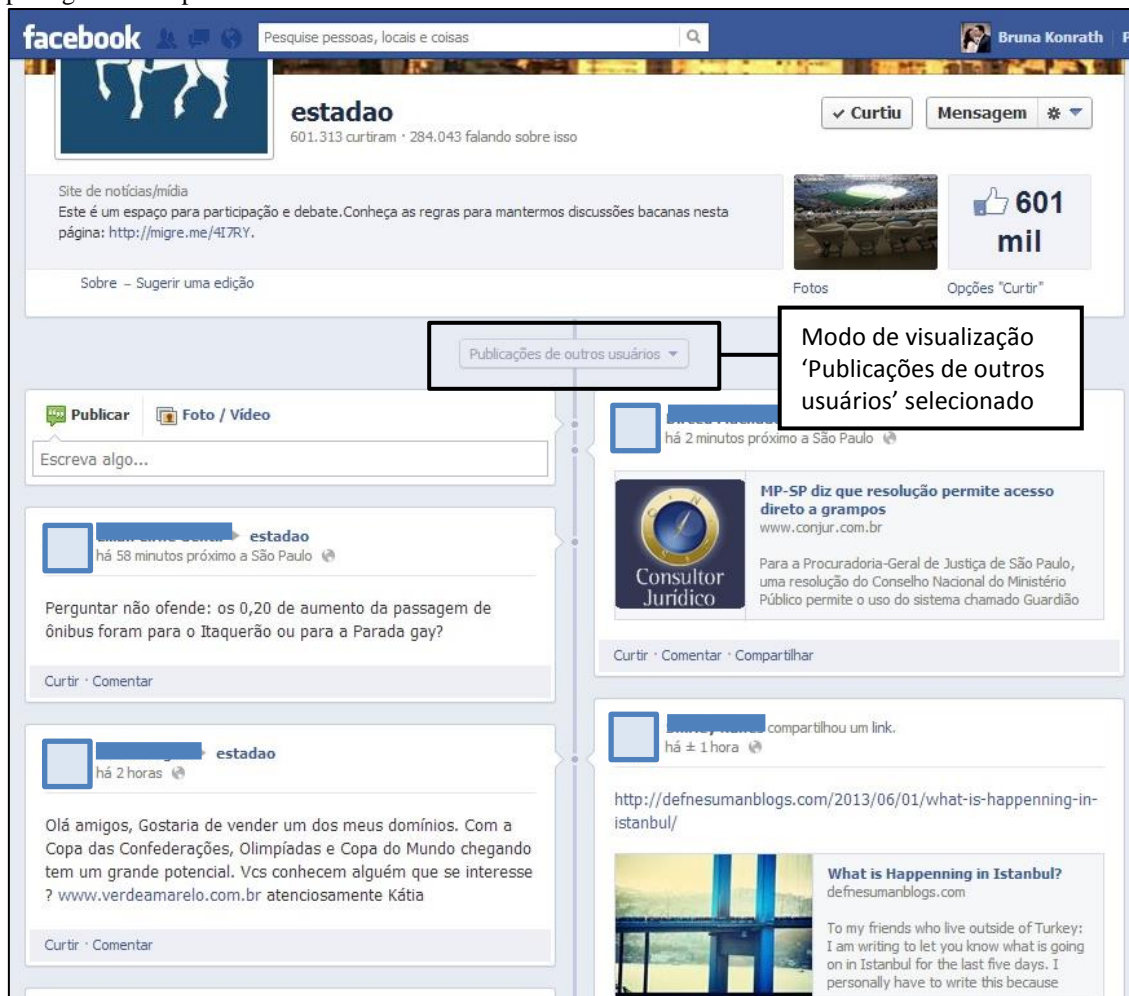 facebook
Pesquise pessoas, locais e coisas
Bruna Konrath
estadao
601.313 curtiram · 284.043 falando sobre isso
✓ Curtiu
Mensagem
Site de notícias/mídia
Este é um espaço para participação e debate.Conheça as regras para mantermos discussões bacanas nesta
página: http://migre.me/4I7RY.
601
mil
Sobre – Sugerir uma edição
Fotos
Opções "Curtir"
Publicações de outros usuários
Modo de visualização
‘Publicações de outros
usuários’ selecionado
Publicar
Foto / Vídeo
Escreva algo...
estadao
há 58 minutos próximo a São Paulo
Perguntar não ofende: os 0,20 de aumento da passagem de
ônibus foram para o Itaquerão ou para a Parada gay?
Curtir · Comentar
estadao
há 2 horas
Olá amigos, Gostaria de vender um dos meus domínios. Com a
Copa das Confederações, Olimpíadas e Copa do Mundo chegando
tem um grande potencial. Vcs conhecem alguém que se interesse
? www.verdeamarelo.com.br atenciosamente Kátia
Curtir · Comentar
há 2 minutos próximo a São Paulo
Consultor
Jurídico
MP-SP diz que resolução permite acesso
direto a grampos
www.conjur.com.br
Para a Procuradoria-Geral de Justiça de São Paulo,
uma resolução do Conselho Nacional do Ministério
Público permite o uso do sistema chamado Guardião
Curtir · Comentar · Compartilhar
compartilhou um link.
há ± 1 hora
http://defnesumanblogs.com/2013/06/01/what-is-happenning-in-
istanbul/
What is Happenning in Istanbul?
defnesumanblogs.com
To my friends who live outside of Turkey:
I am writing to let you know what is going
on in Istanbul for the last five days. I
personally have to write this because